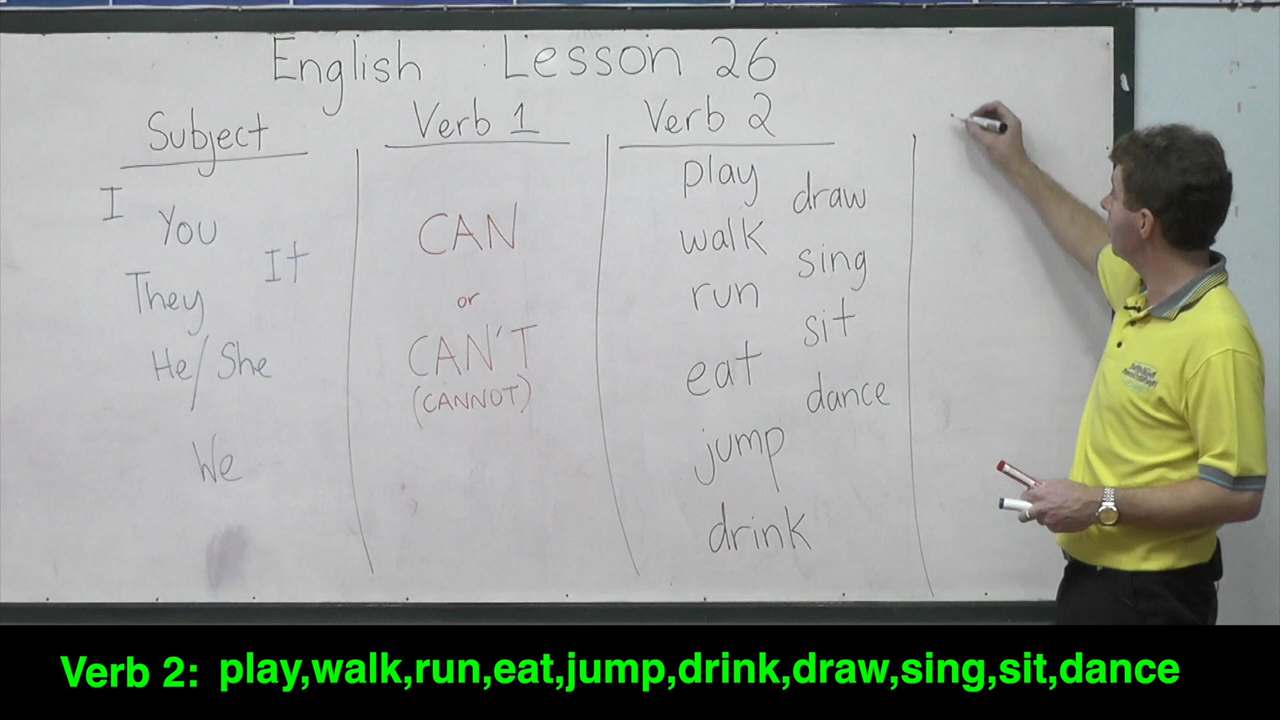 English Lesson 26
Subject
I
You
It
They
He/She
We
Verb 1
CAN
or
CAN'T
(CANNOT)
Verb 2
play
walk
run
eat
jump
drink
draw
sing
sit
dance
Verb 2: play,walk,run,eat,jump,drink,draw,sing,sit,dance